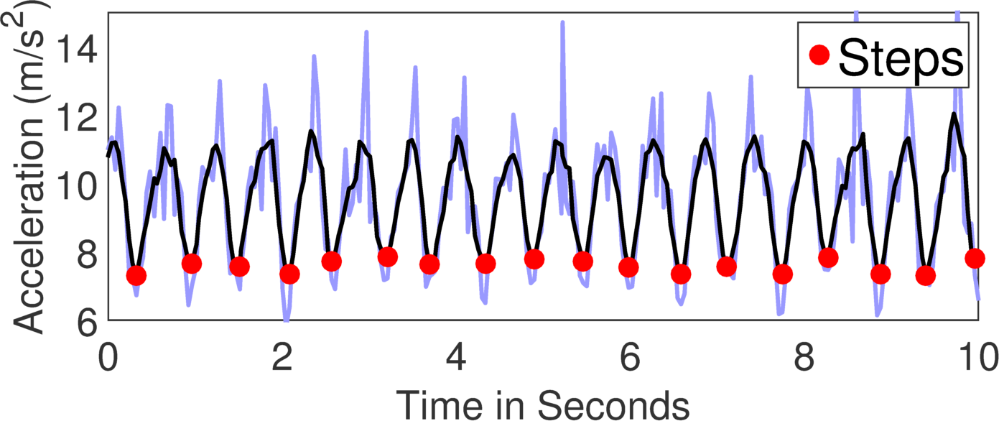 Acceleration (m/s²)
14
12
10
8
6
Steps
0 2 4 6 8 10
Time in Seconds